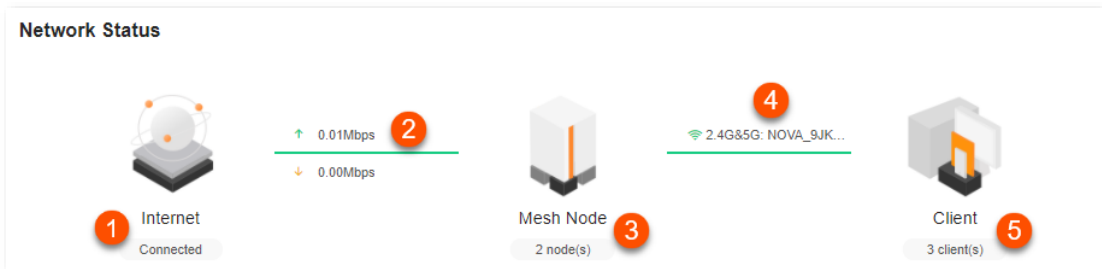 Network Status
4
↑ 0.01Mbps
2
2.4G&5G: NOVA_9JK...
↓ 0.00Mbps
Internet
Mesh Node
Client
1
3
5
Connected
2 node(s)
3 client(s)